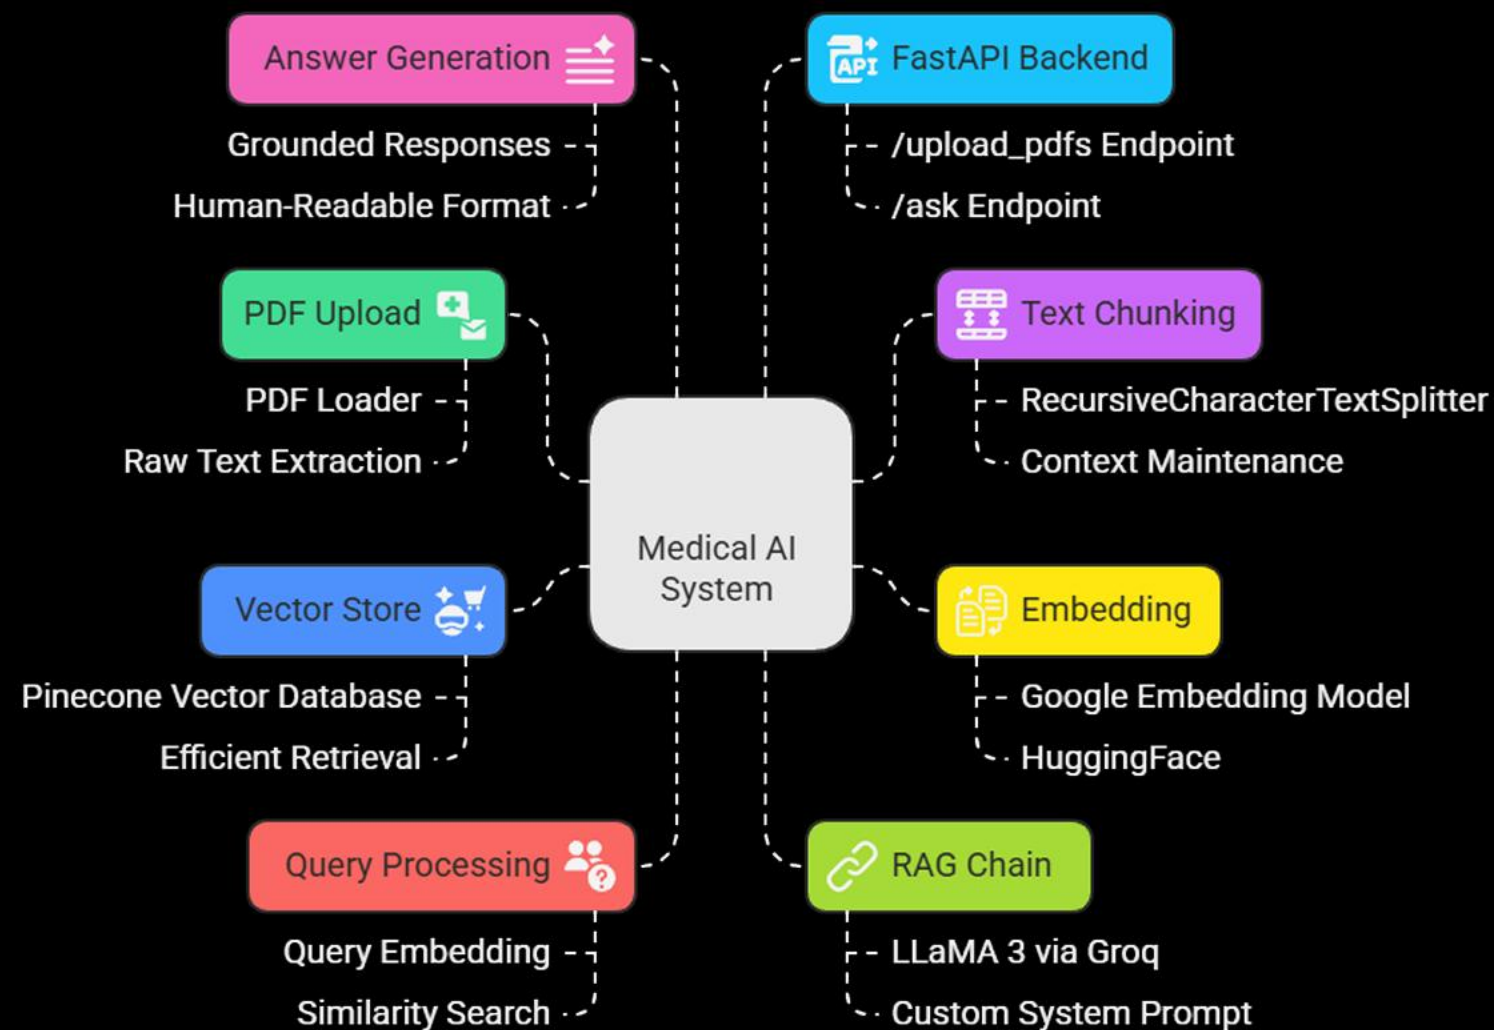 Answer Generation
Grounded Responses
Human-Readable Format
PDF Upload
PDF Loader
Raw Text Extraction
Vector Store
Pinecone Vector Database
Efficient Retrieval
Query Processing
Query Embedding
Similarity Search
Medical AI
System
API
FastAPI Backend
/upload_pdfs Endpoint
/ask Endpoint
Text Chunking
RecursiveCharacterTextSplitter
Context Maintenance
Embedding
Google Embedding Model
HuggingFace
RAG Chain
LLaMA 3 via Groq
Custom System Prompt